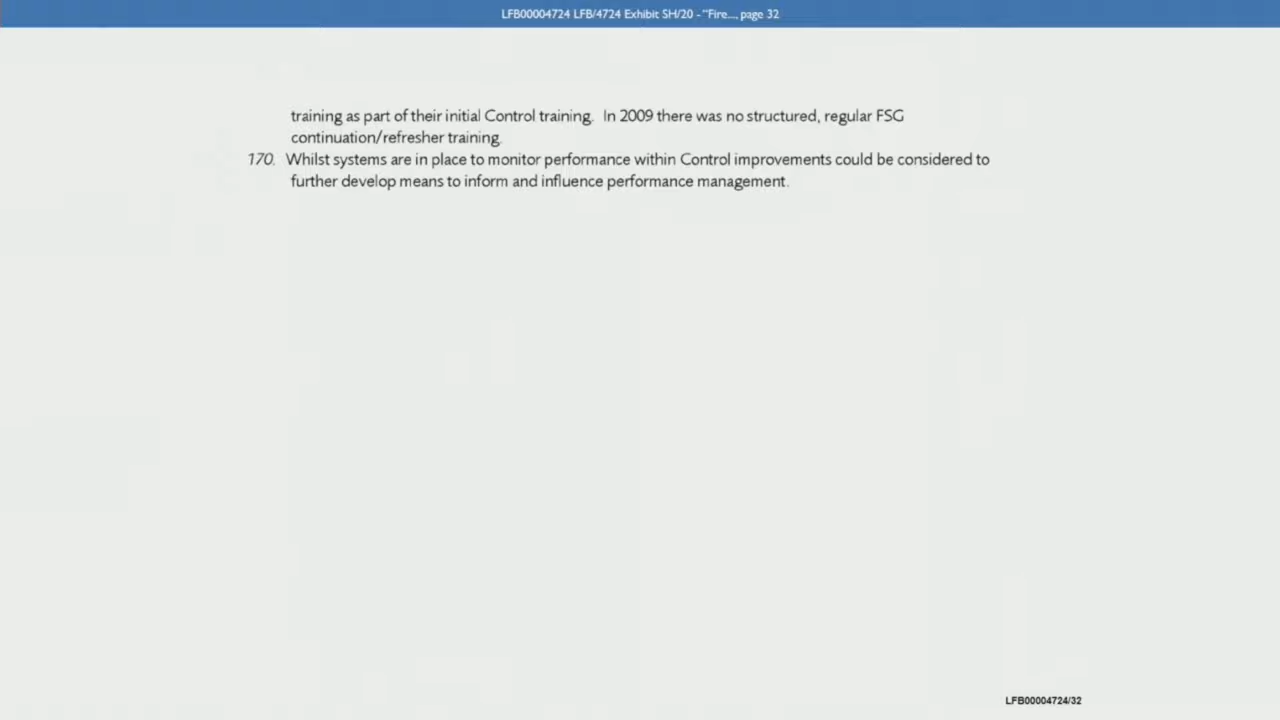 LFB00004724 LFB/4724 Exhibit SH/20 - "Fire..., page 32
training as part of their initial Control training. In 2009 there was no structured, regular FSG
continuation/refresher training.
170. Whilst systems are in place to monitor performance within Control improvements could be considered to
further develop means to inform and influence performance management.
LFB00004724/32